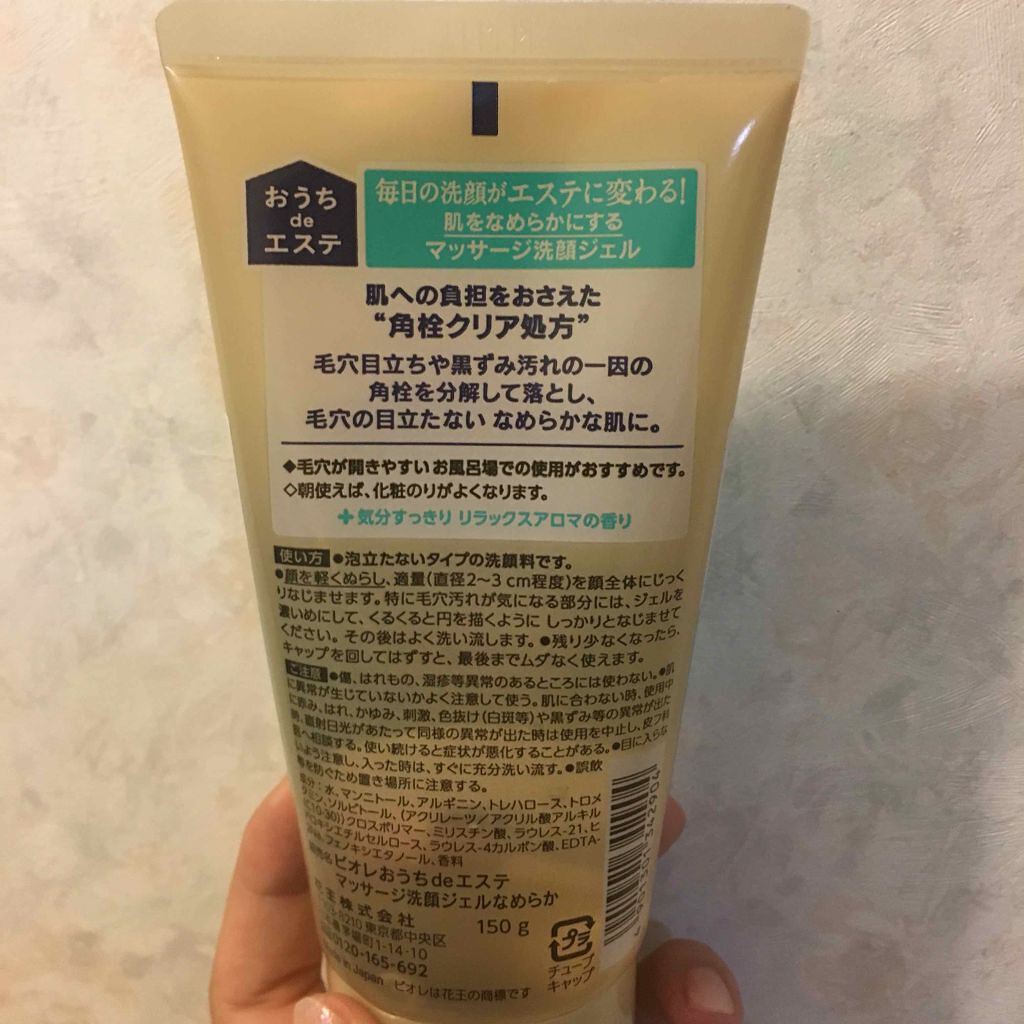 おうち
de
エステ
毎日の洗顔がエステに変わる!
肌をなめらかにする
マッサージ洗顔ジェル
肌への負担をおさえた
“角栓クリア処方”
毛穴目立ちや黒ずみ汚れの一因の
角栓を分解して落とし、
毛穴の目立たない なめらかな肌に。
◆毛穴が開きやすい お風呂場での使用がおすすめです。
◇朝使えば、化粧のりがよくなります。
+気分すっきり リラックスアロマの香り
使い方 ●泡立たないタイプの洗顔料です。
●顔を軽くぬらし、適量(直径2～3cm程度)を顔全体にじっく
りなじませます。特に毛穴汚れが気になる部分には、ジェルを
濃いめにして、くるくると円を描くように しっかりとなじませて
ください。その後はよく洗い流します。●残り少なくなったら、
キャップを回してはずすと、最後までムダなく使えます。
ご注意 ●傷、はれもの、湿疹等異常のあるところには使わない。●肌
に異常が生じていないかよく注意して使う。肌に合わない時、使用中
に赤み、はれ、かゆみ、刺激、色抜け(白斑等)や黒ずみ等の異常が出た
時、直射日光があたって同様の異常が出た時は使用を中止し、皮フ科
医へ相談する。使い続けると症状が悪化することがある。●目に入らな
いよう注意し、入った時は、すぐに充分洗い流す。●誤飲
等を防ぐため置き場所に注意する。
成分:水、マンニトール、アルギニン、トレハロース、トロメ
タミン、ソルビトール、(アクリレーツ/アクリル酸アルキル
(C10-30))クロスポリマー、ミリスチン酸、ラウレス-21、ヒ
ドロキシエチルセルロース、ラウレス-4カルボン酸、EDTA-
フェノキシエタノール、香料
ビオレおうちdeエステ
マッサージ洗顔ジェルなめらか
花王株式会社
8210 東京都中央区
茅場町1-14-10
0120-165-692
150g
in Japan ビオレは花王の商標です
プラ
チューブ
キャップ